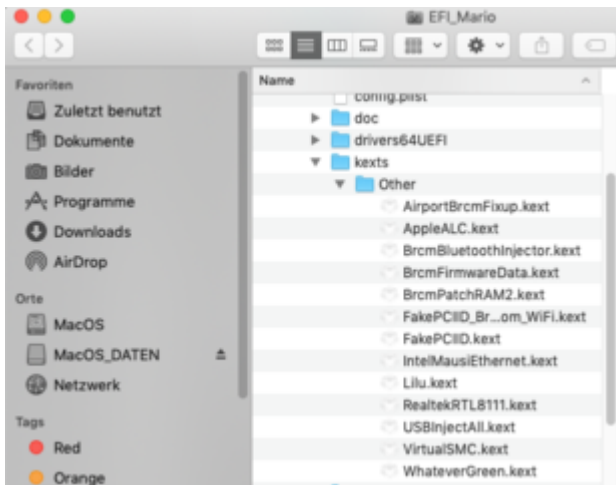 EFI_Mario
Name
Favoriten
Zuletzt benutzt
Dokumente
Bilder
Programme
Downloads
AirDrop
Orte
MacOS
MacOS_DATEN
Netzwerk
Tags
Red
Orange
config.plist
doc
drivers64UEFI
kexts
Other
AirportBrcmFixup.kext
AppleALC.kext
BrcmBluetoothInjector.kext
BrcmFirmwareData.kext
BrcmPatchRAM2.kext
FakePCIID_Br...om_WiFi.kext
FakePCIID.kext
IntelMausiEthernet.kext
Lilu.kext
RealtekRTL8111.kext
USBInjectAll.kext
VirtualSMC.kext
WhateverGreen.kext